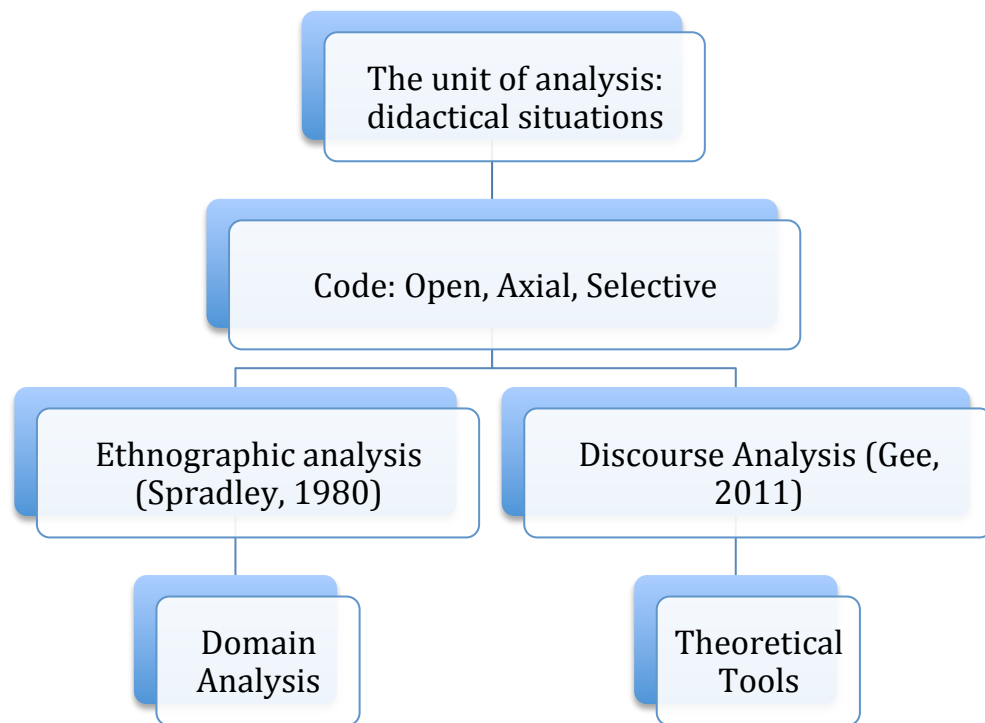 The unit of analysis:
didactical situations
Code: Open, Axial, Selective
Ethnographic analysis
(Spradley, 1980)
Discourse Analysis (Gee,
2011)
Domain
Analysis
Theoretical
Tools